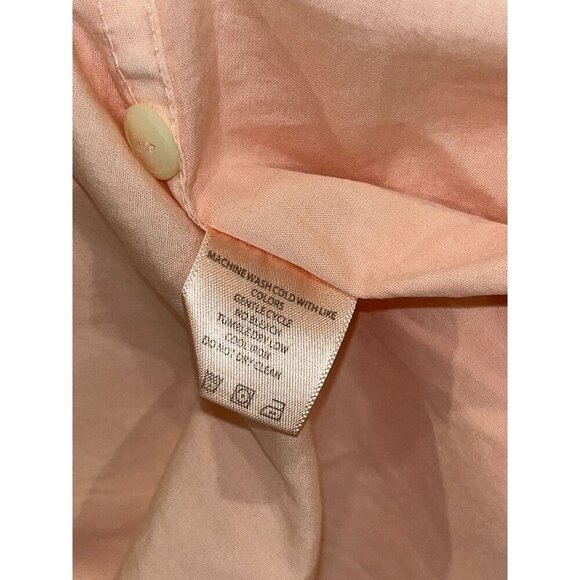 MACHINE WASH COLD WITH LIKE
COLORS
GENTLE CYCLE
NO BLEACH
TUMBLE DRY LOW
COOL IRON
DO NOT DRY CLEAN